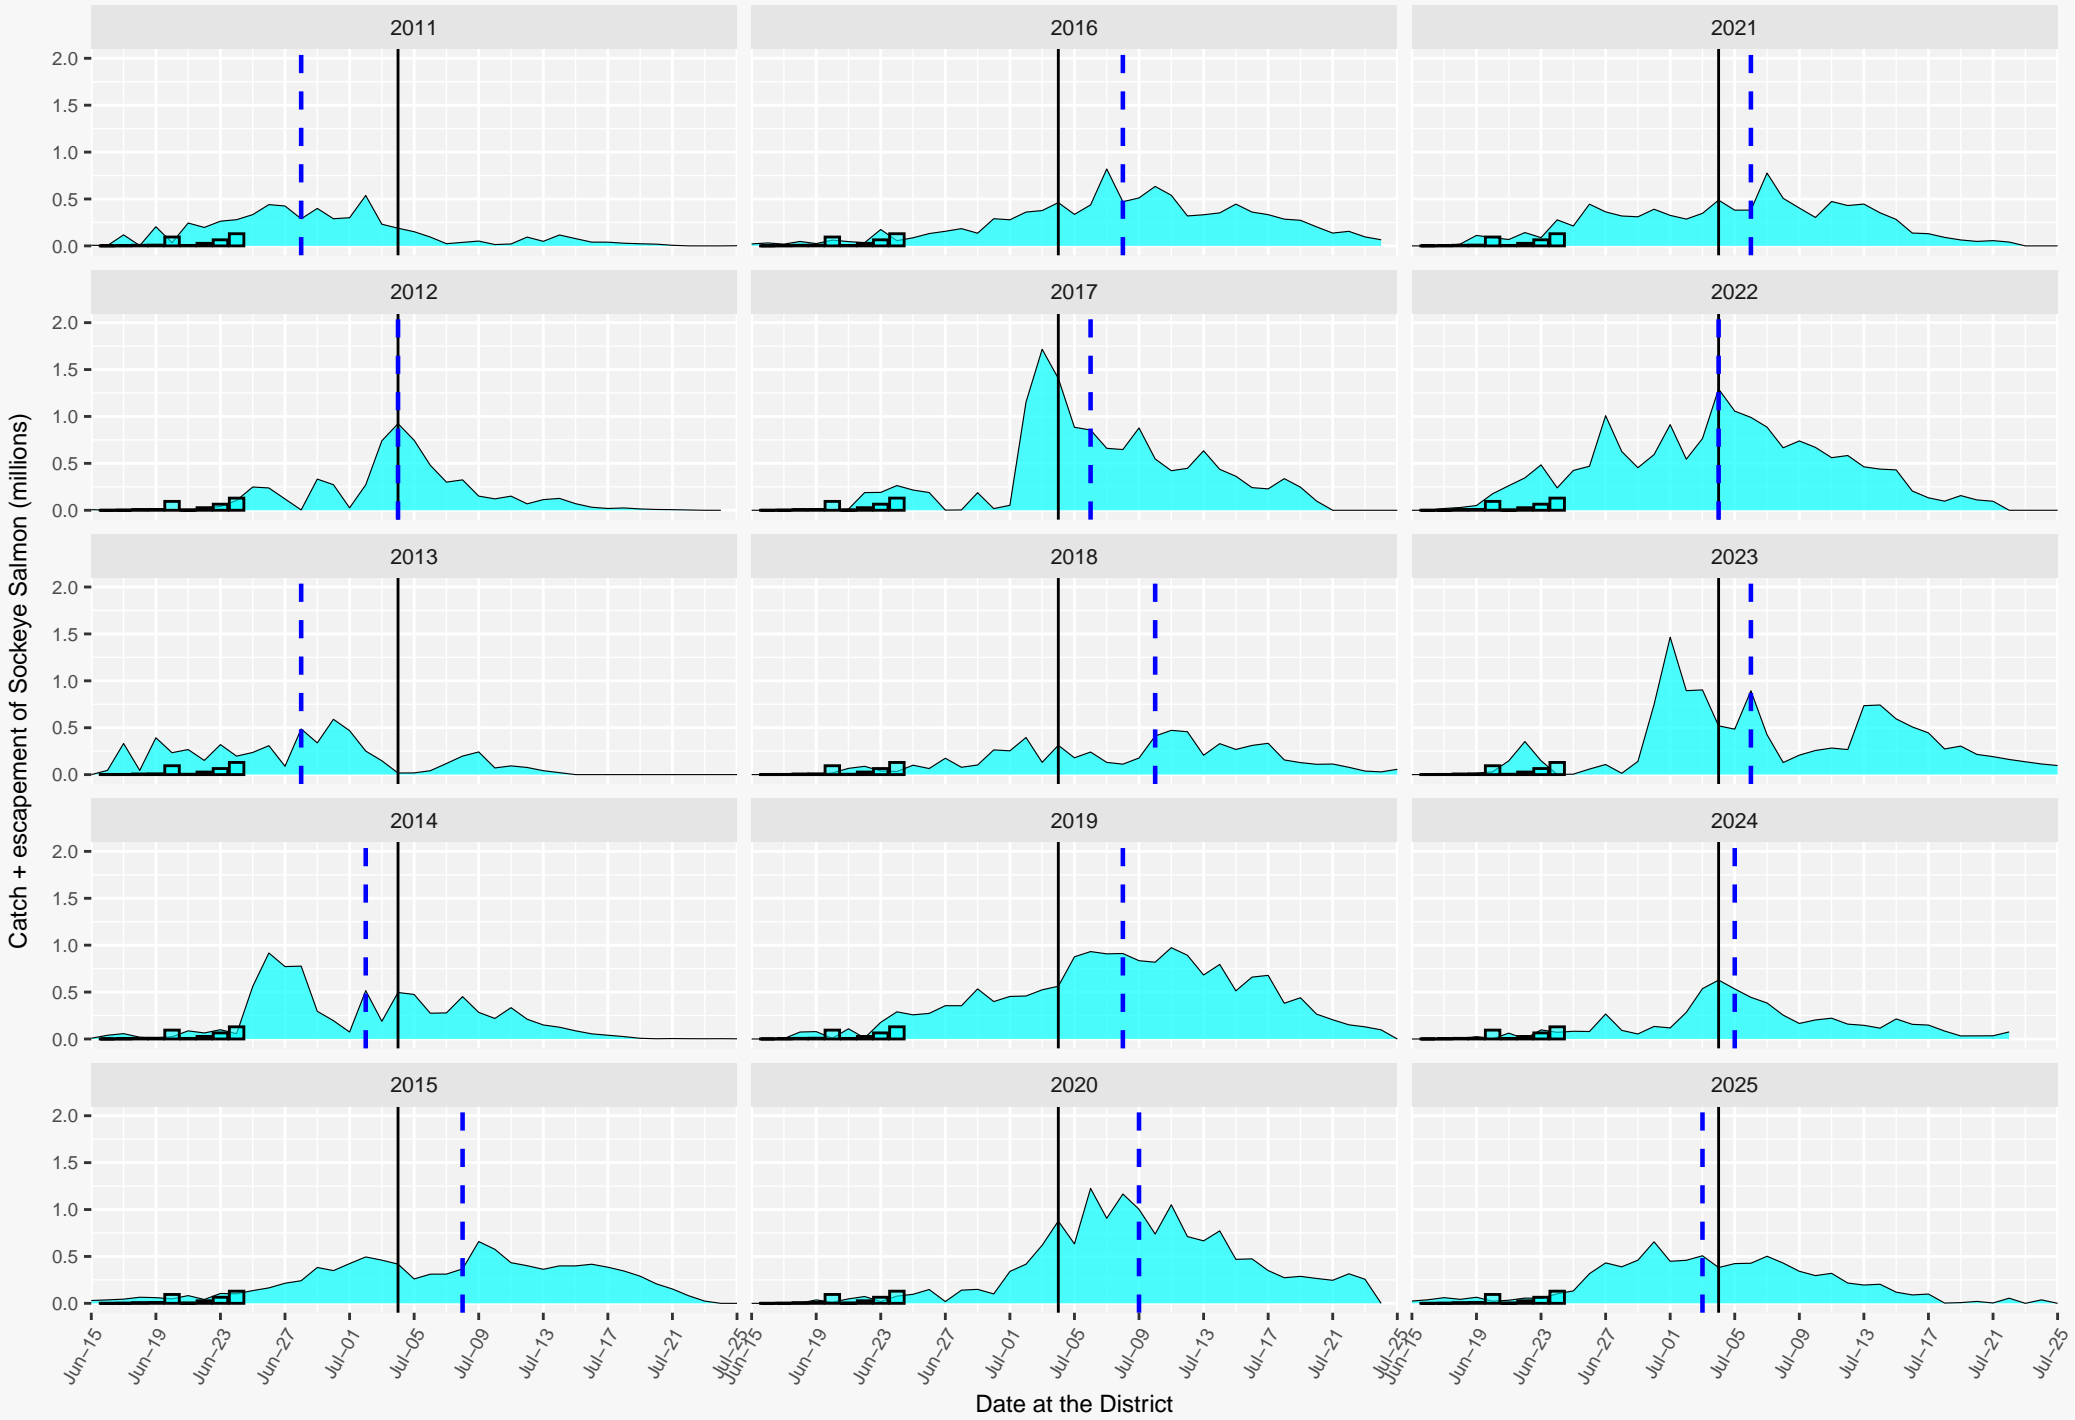 2011 2016 2021
2.0
1.5
1.0
0.5
0.0
2012 2017 2022
2.0
1.5
1.0
0.5
0.0
2013 2018 2023
2.0
1.5
1.0
0.5
0.0
2014 2019 2024
2.0
1.5
1.0
0.5
0.0
2015 2020 2025
2.0
1.5
1.0
0.5
0.0
Catch + escapement of Sockeye Salmon (millions)
Jun−15 Jun−19 Jun−23 Jun−27 Jul−01 Jul−05 Jul−09 Jul−13 Jul−17 Jul−21 Jul−25
Jun−15 Jun−19 Jun−23 Jun−27 Jul−01 Jul−05 Jul−09 Jul−13 Jul−17 Jul−21 Jul−25
Jun−15 Jun−19 Jun−23 Jun−27 Jul−01 Jul−05 Jul−09 Jul−13 Jul−17 Jul−21 Jul−25
Date at the District